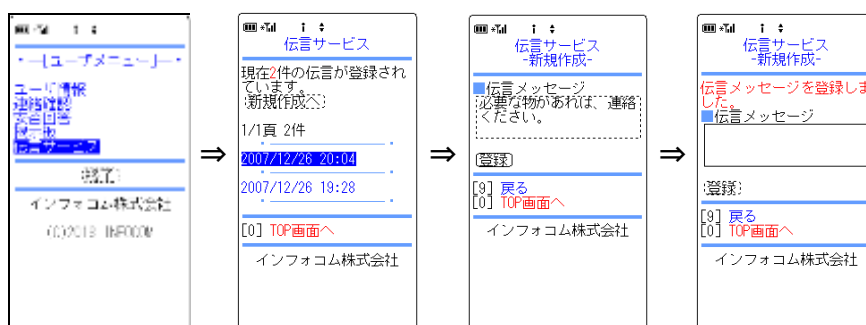 -[ユーザメニュー]-
ユーザ情報
連絡確認
安否回答
掲示板
伝言サービス
終了
インフォコム株式会社
(C)2013 INFOCOM
⇒
伝言サービス
現在2件の伝言が登録され
ています。
新規作成へ
1/1頁 2件
2007/12/26 20:04
2007/12/26 19:28
[0] TOP画面へ
インフォコム株式会社
⇒
伝言サービス
-新規作成-
■伝言メッセージ
必要な物があれば、連絡
ください。
登録
[9] 戻る
[0] TOP画面へ
インフォコム株式会社
⇒
伝言サービス
-新規作成-
伝言メッセージを登録しま
した。
■伝言メッセージ
登録
[9] 戻る
[0] TOP画面へ
インフォコム株式会社